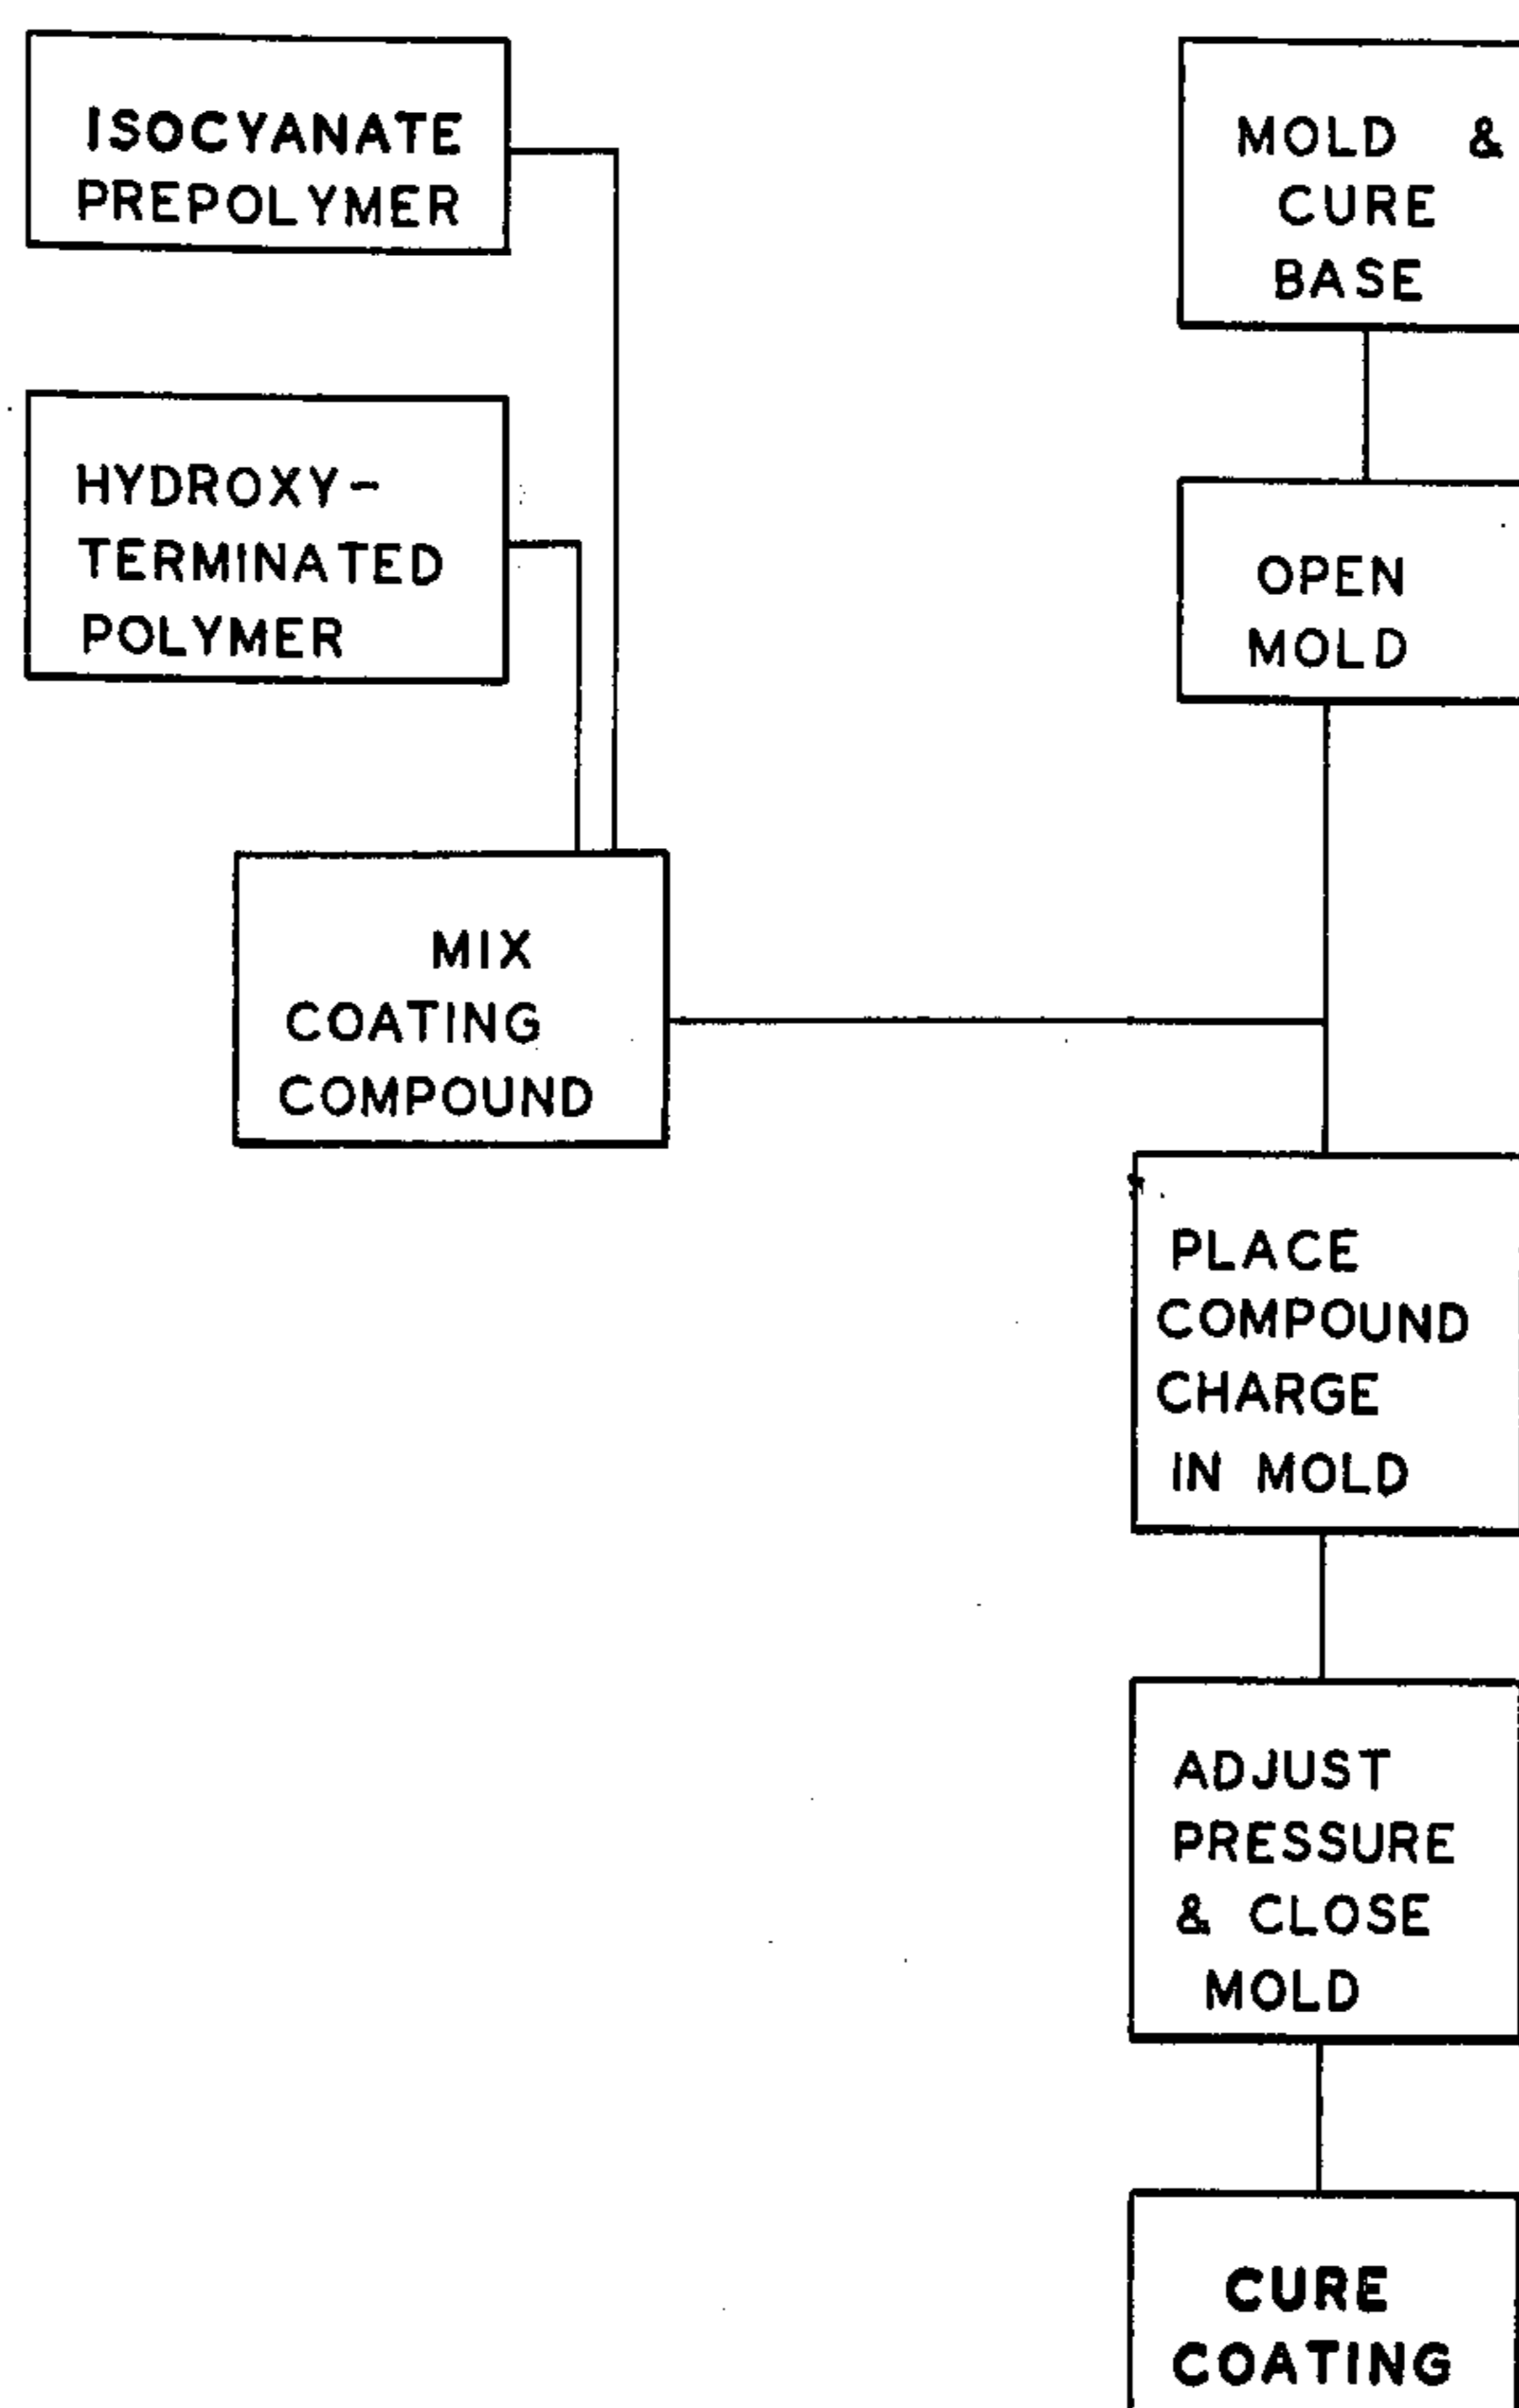 ISOCYANATE
PREPOLYMER
HYDROXY-
TERMINATED
POLYMER
MIX
COATING
COMPOUND
MOLD &
CURE
BASE
OPEN
MOLD
PLACE
COMPOUND
CHARGE
IN MOLD
ADJUST
PRESSURE
& CLOSE
MOLD
CURE
COATING